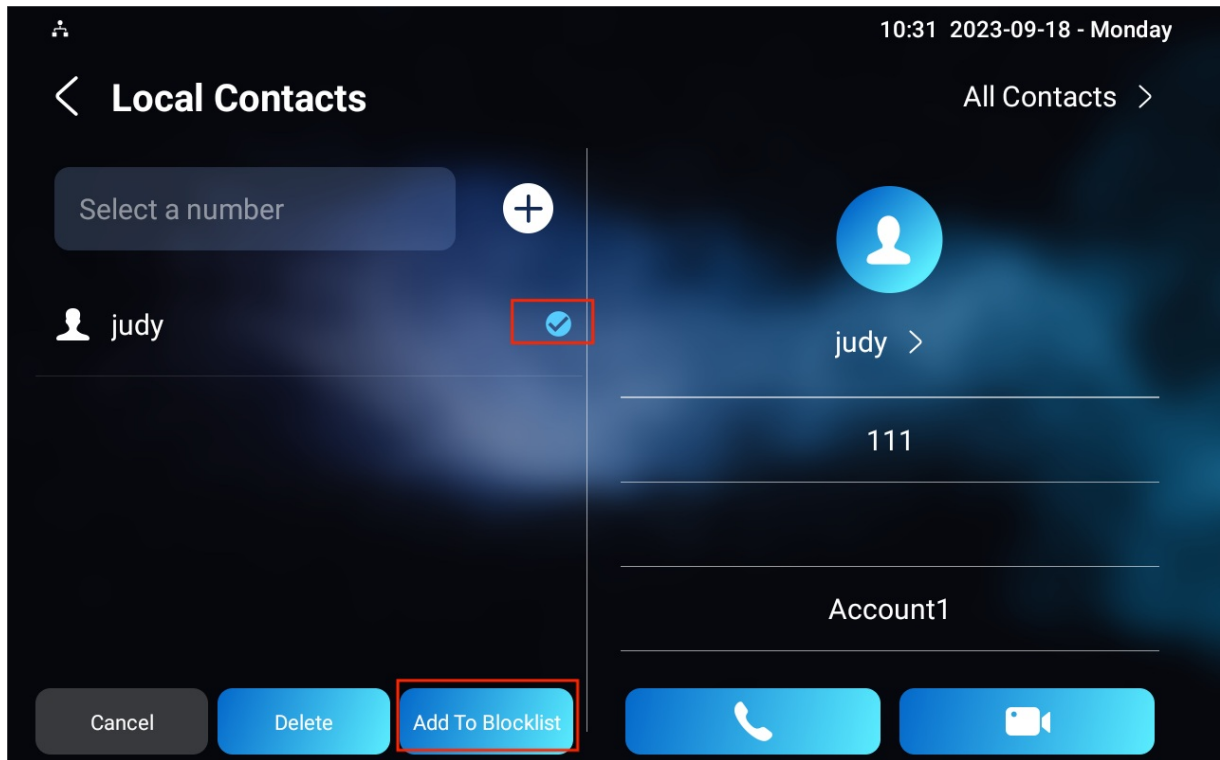 10:31 2023-09-18 - Monday
Local Contacts
All Contacts
Select a number
judy
judy
111
Account1
Cancel
Delete
Add To Blocklist